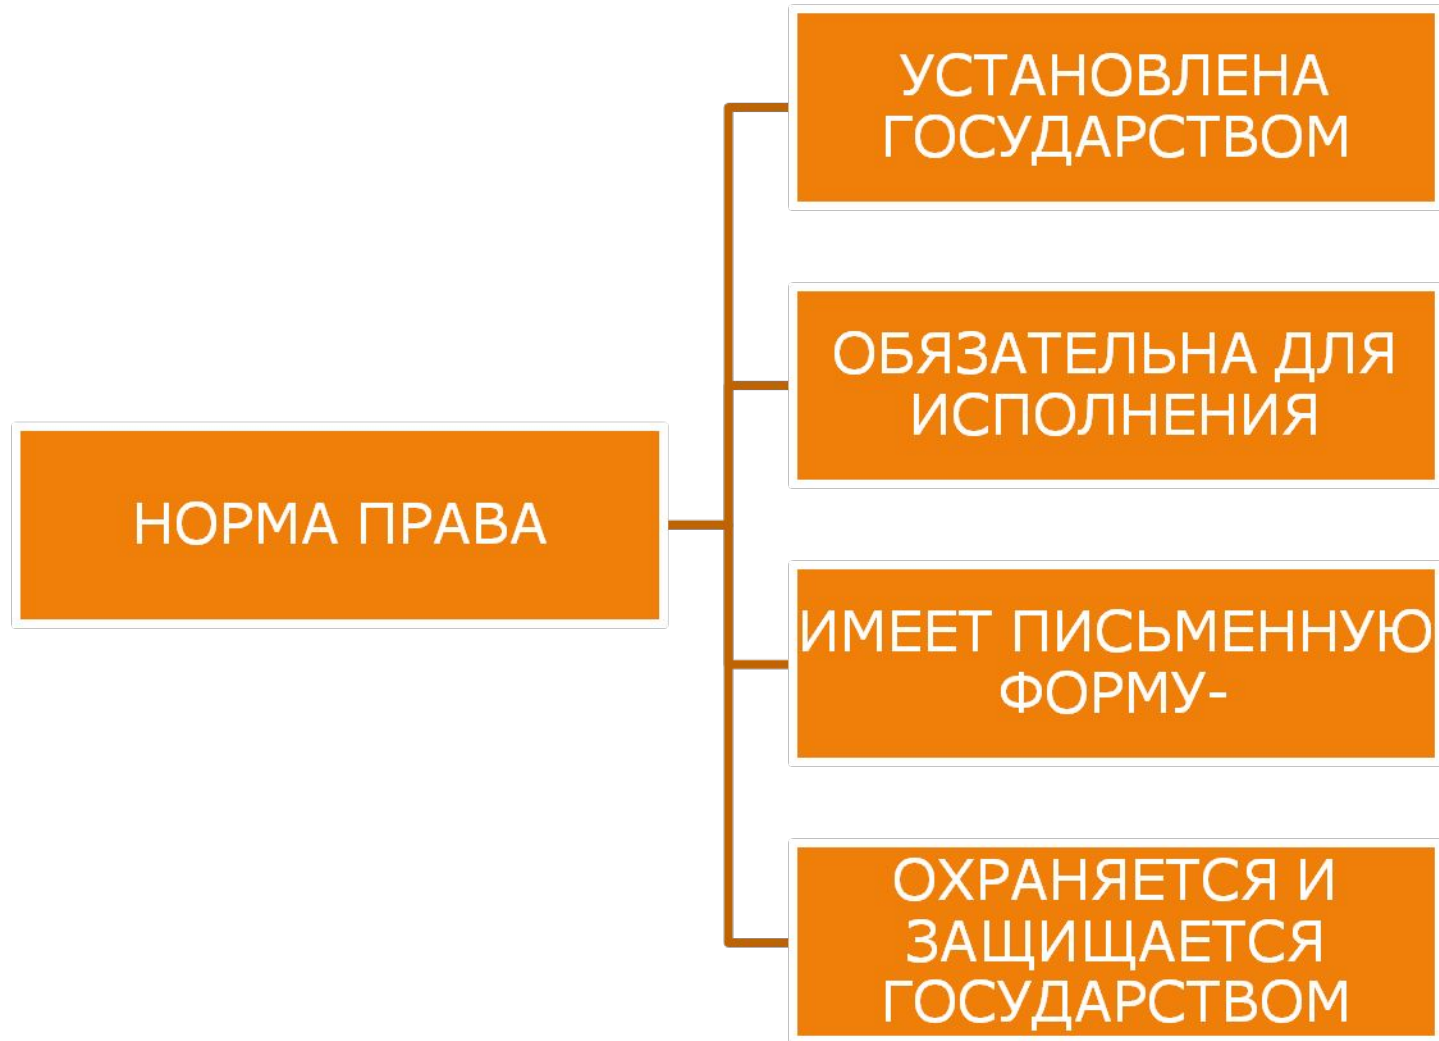 НОРМА ПРАВА
УСТАНОВЛЕНА
ГОСУДАРСТВОМ
ОБЯЗАТЕЛЬНА ДЛЯ
ИСПОЛНЕНИЯ
ИМЕЕТ ПИСЬМЕННУЮ
ФОРМУ-
ОХРАНЯЕТСЯ И
ЗАЩИЩАЕТСЯ
ГОСУДАРСТВОМ